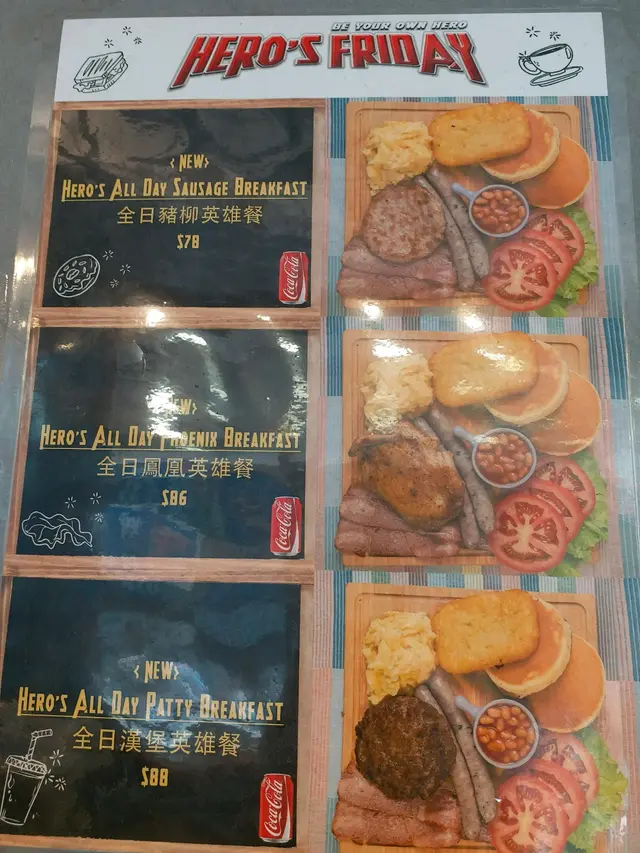 BE YOUR OWN HERO
HERO'S FRIDAY
<NEW>
HERO'S ALL DAY SAUSAGE BREAKFAST
全日豬柳英雄餐
$78
Coca-Cola
<NEW>
HERO'S ALL DAY PHOENIX BREAKFAST
全日鳳凰英雄餐
$86
Coca-Cola
<NEW>
HERO'S ALL DAY PATTY BREAKFAST
全日漢堡英雄餐
$88
Coca-Cola